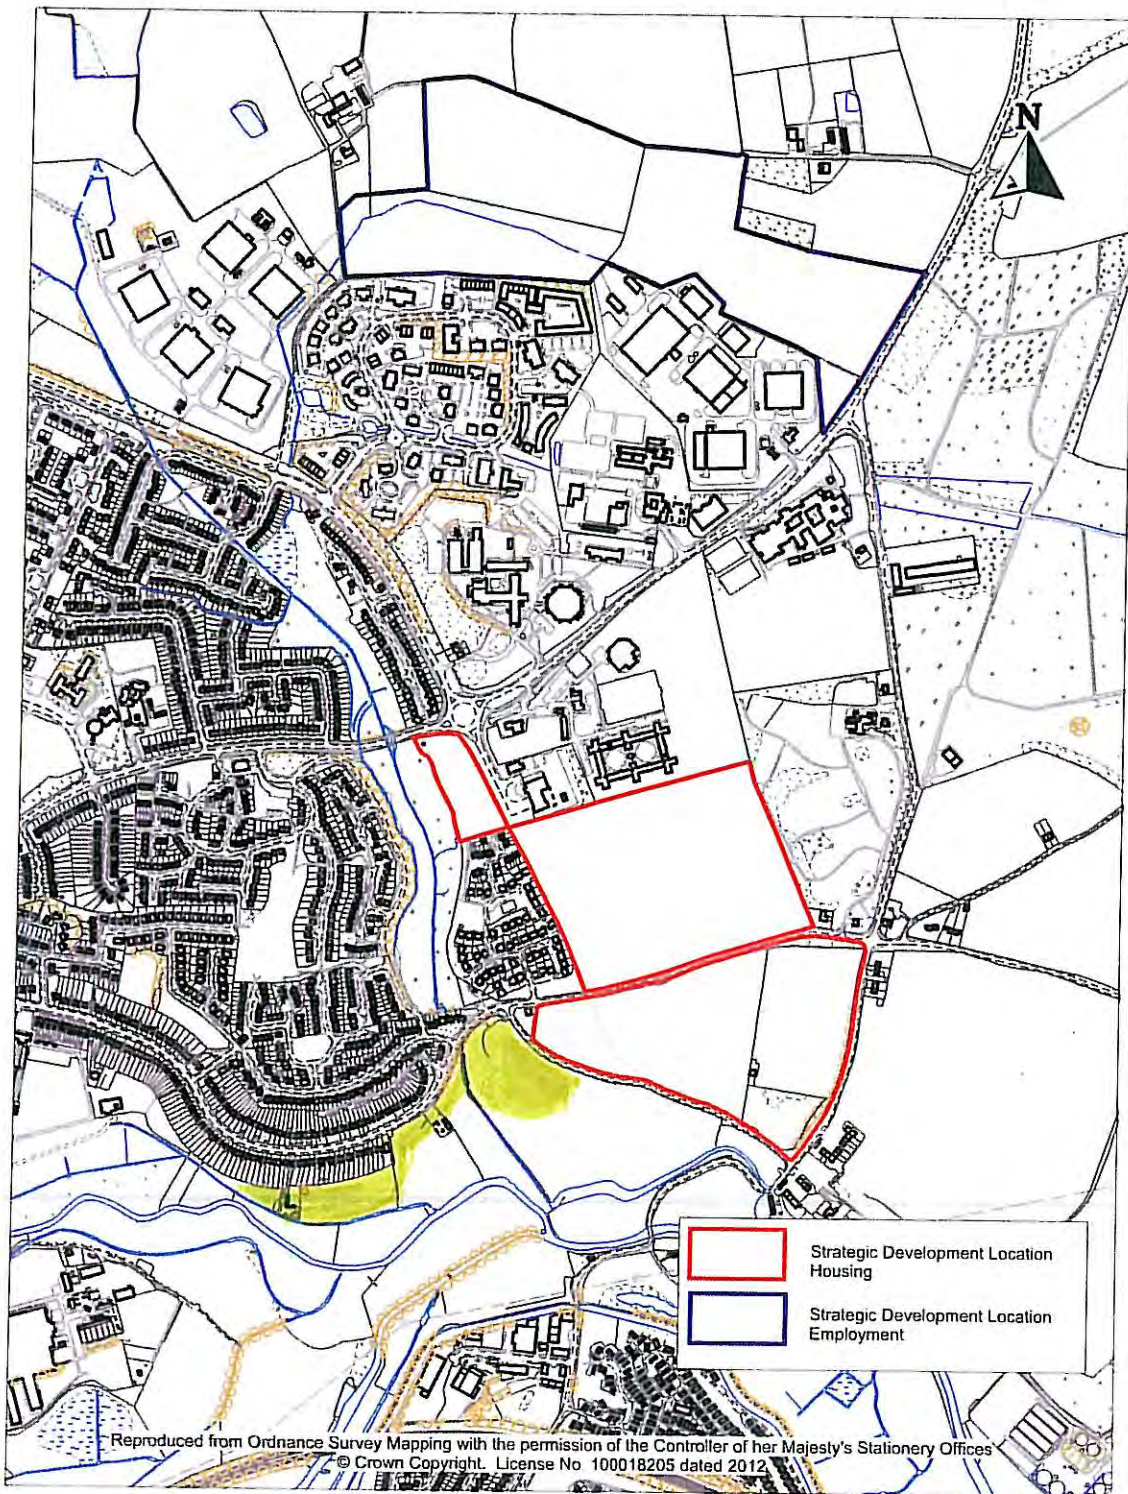 N
Strategic Development Location
Housing
Strategic Development Location
Employment
Reproduced from Ordnance Survey Mapping with the permission of the Controller of her Majesty's Stationery Offices
© Crown Copyright. License No 100018205 dated 2012